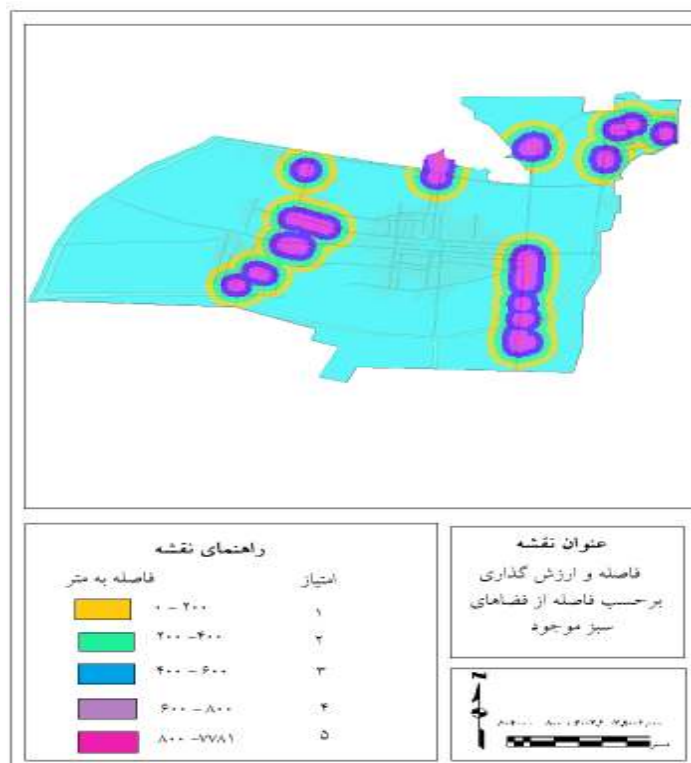 راهنمای نقشه
امتیاز فاصله به متر
۱ ۰ – ۲۰۰
۲ ۲۰۰ – ۴۰۰
۳ ۴۰۰ – ۶۰۰
۴ ۶۰۰ – ۸۰۰
۵ ۸۰۰ – ۷۷۸۱
عنوان نقشه
فاصله و ارزش گذاری
برحسب فاصله از فضاهای
سبز موجود
N
متر